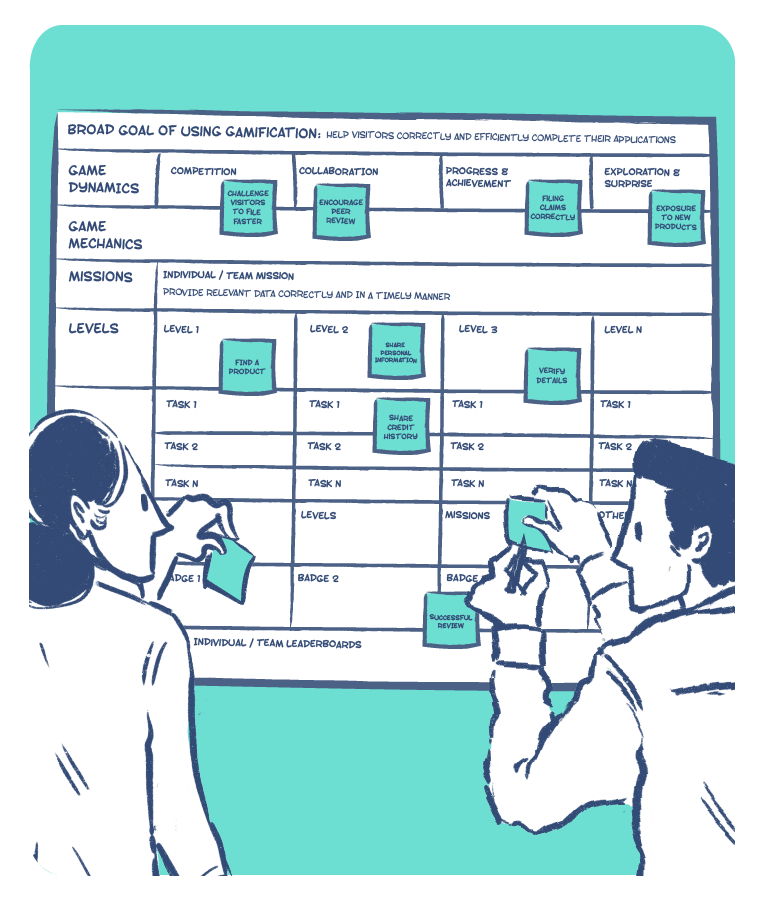 BROAD GOAL OF USING GAMIFICATION: HELP VISITORS CORRECTLY AND EFFICIENTLY COMPLETE THEIR APPLICATIONS
GAME
DYNAMICS
COMPETITION
COLLABORATION
PROGRESS &
ACHIEVEMENT
EXPLORATION &
SURPRISE
CHALLENGE
VISITORS
TO FILE
FASTER
ENCOURAGE
PEER
REVIEW
FILING
CLAIMS
CORRECTLY
EXPOSURE
TO NEW
PRODUCTS
GAME
MECHANICS
MISSIONS
INDIVIDUAL / TEAM MISSION
PROVIDE RELEVANT DATA CORRECTLY AND IN A TIMELY MANNER
LEVELS
LEVEL 1
LEVEL 2
LEVEL 3
LEVEL N
FIND A
PRODUCT
SHARE
PERSONAL
INFORMATION
VERIFY
DETAILS
TASK 1
TASK 1
TASK 1
TASK 1
SHARE
CREDIT
HISTORY
TASK 2
TASK 2
TASK 2
TASK 2
TASK N
TASK N
TASK N
TASK N
LEVELS
MISSIONS
OTHE
ADGE 1
BADGE 2
BADGE
SUCCESSFUL
REVIEW
INDIVIDUAL / TEAM LEADERBOARDS